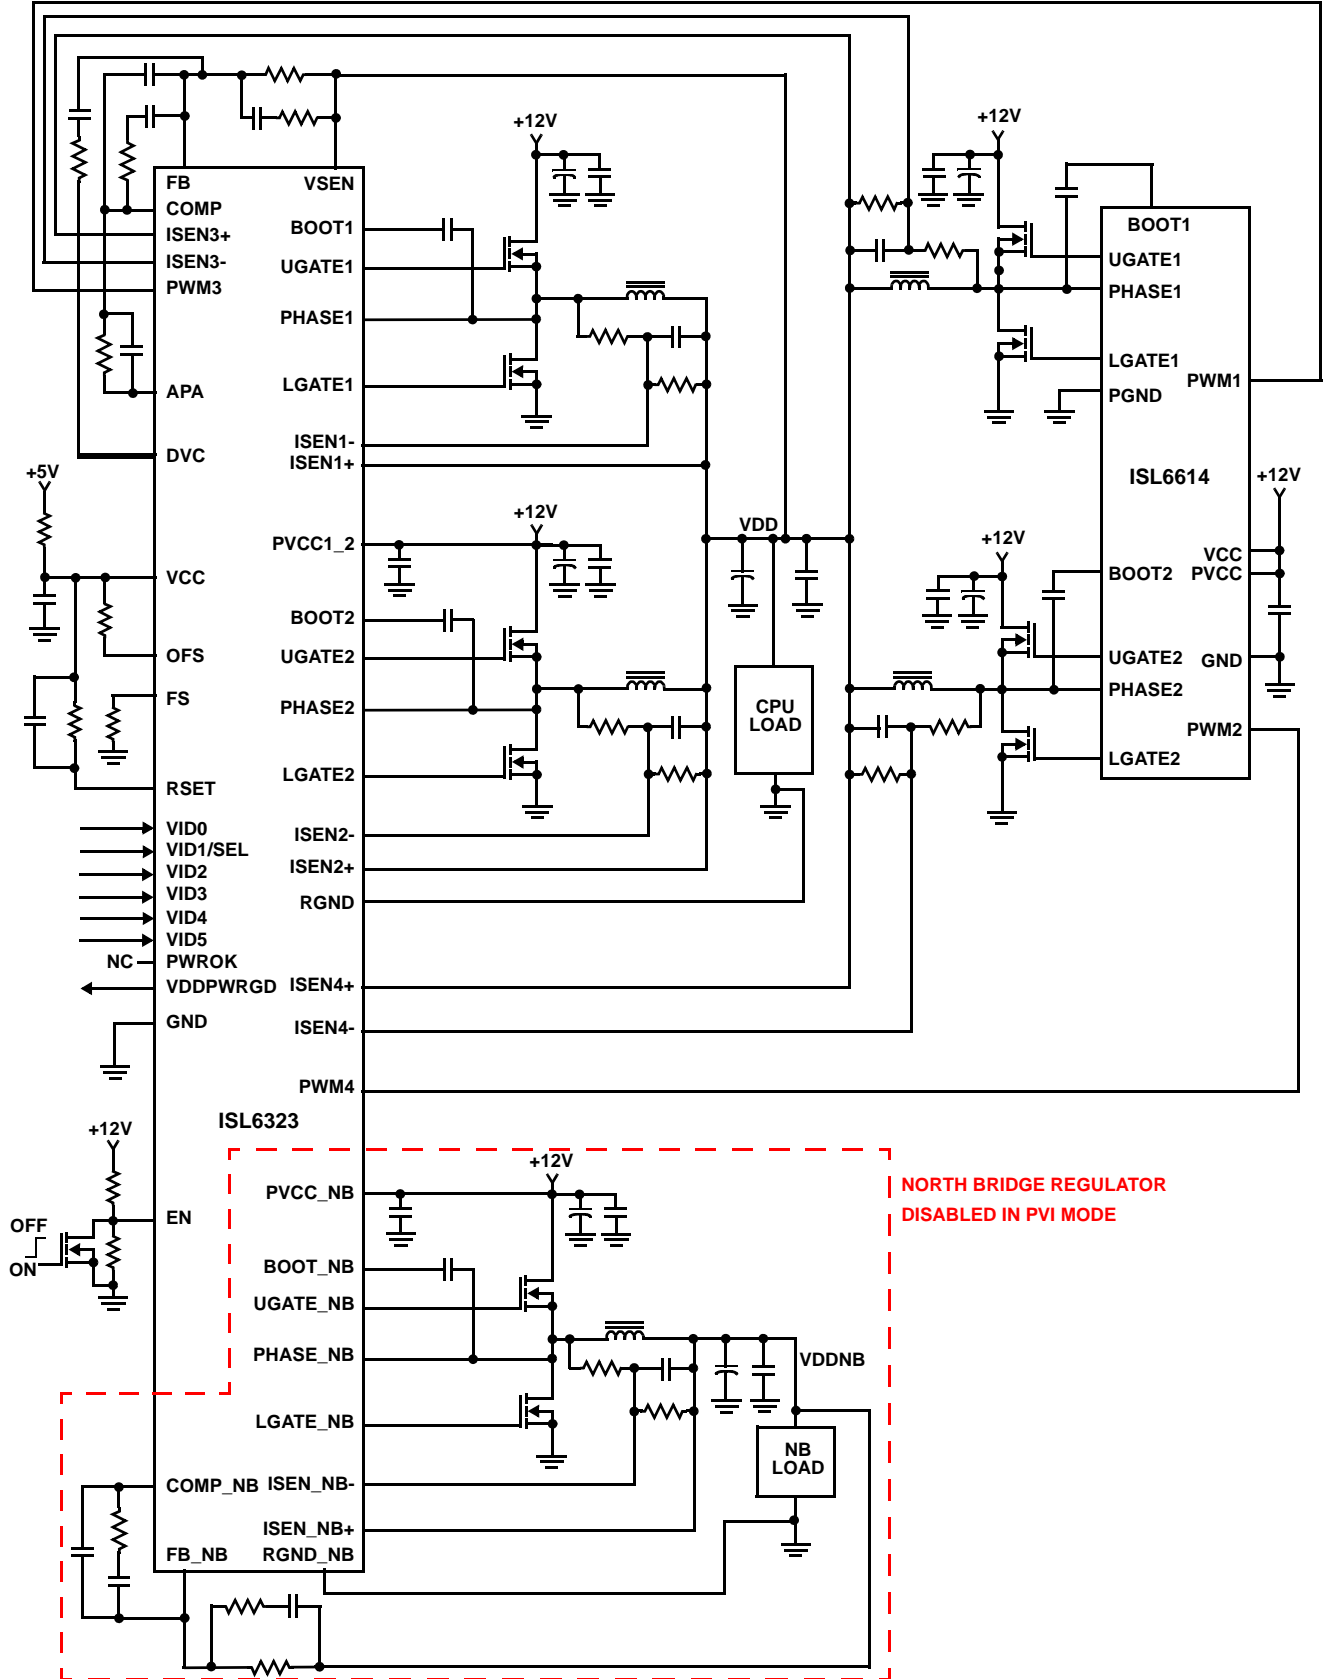 +12V
+12V
FB
VSEN
COMP
BOOT1
BOOT1
ISEN3+
UGATE1
UGATE1
ISEN3-
PWM3
PHASE1
PHASE1
LGATE1
LGATE1
PWM1
APA
PGND
ISEN1-
ISEN1+
DVC
+5V
ISL6614
+12V
+12V
VDD
+12V
PVCC1_2
VCC
VCC
PVCC
BOOT2
BOOT2
OFS
UGATE2
UGATE2
GND
FS
PHASE2
PHASE2
CPU
LOAD
PWM2
LGATE2
LGATE2
RSET
VID0
ISEN2-
VID1/SEL
VID2
ISEN2+
VID3
RGND
VID4
VID5
NC
PWROK
VDDPWRGD
ISEN4+
GND
ISEN4-
PWM4
ISL6323
+12V
+12V
PVCC_NB
NORTH BRIDGE REGULATOR
DISABLED IN PVI MODE
EN
OFF
ON
BOOT_NB
UGATE_NB
PHASE_NB
VDDNB
LGATE_NB
NB
LOAD
COMP_NB
ISEN_NB-
ISEN_NB+
FB_NB
RGND_NB